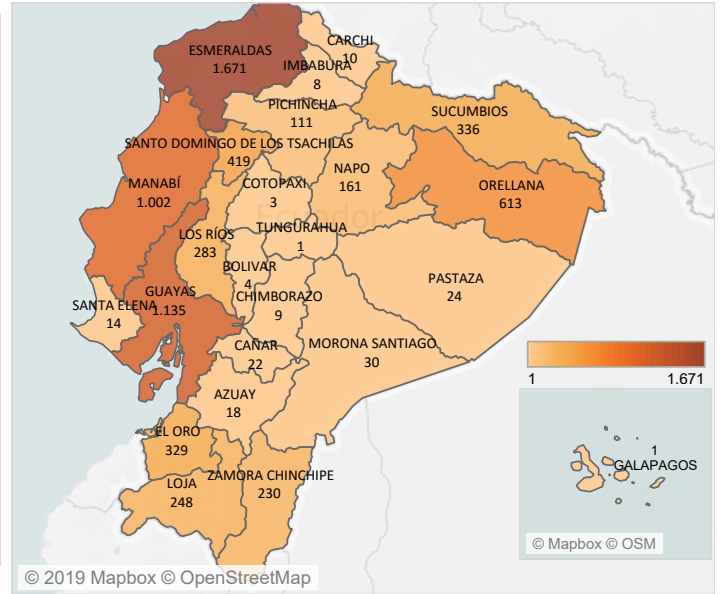 CARCHI
10
ESMERALDAS
1.671
IMBABURA
8
PICHINCHA
111
SUCUMBIOS
336
SANTO DOMINGO DE LOS TSACHILAS
419
NAPO
161
COTOPAXI
3
MANABÍ
1.002
ORELLANA
613
Ecuador
TUNGURAHUA
1
LOS RÍOS
283
BOLIVAR
4
PASTAZA
24
GUAYAS
1.135
CHIMBORAZO
9
SANTA ELENA
14
CAÑAR
22
MORONA SANTIAGO
30
1 1.671
AZUAY
18
EL ORO
329
1
GALAPAGOS
ZAMORA CHINCHIPE
230
LOJA
248
© Mapbox © OSM
© 2019 Mapbox © OpenStreetMap